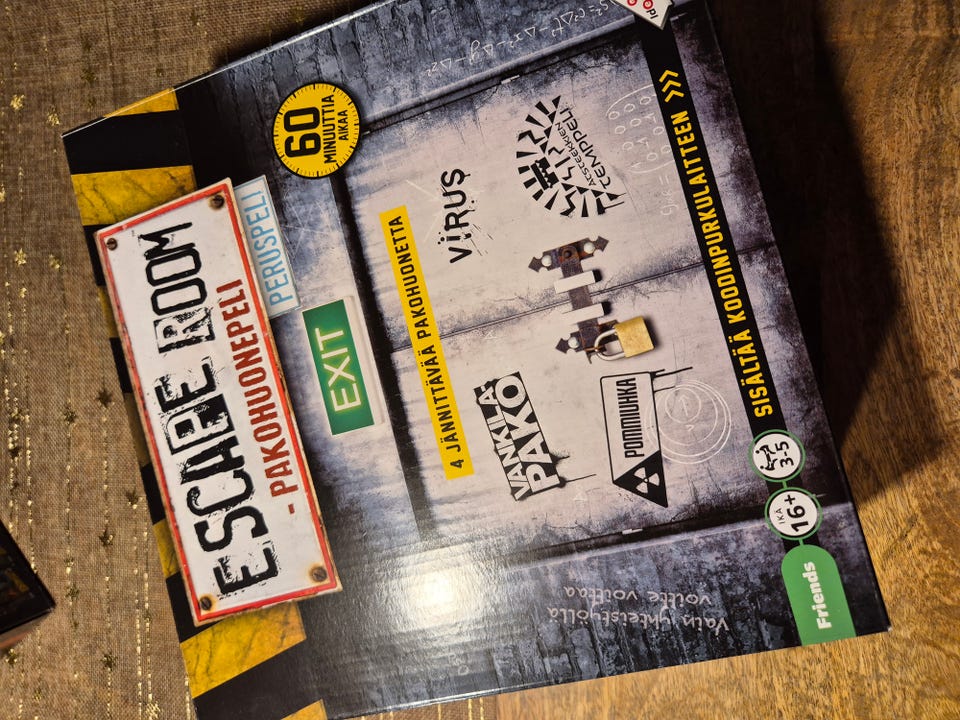 ESCAPE ROOM
- PAKOHUONEPELI
PERUSPELI
60
MINUUTTIA
AIKAA
EXIT
4 JÄNNITTÄVÄÄ PAKOHUONETTA
VANKILA-
PAKO
VIRUS
POMMIUHKA
ATSTEEKKIEN
TEMPPELI
Vain yhteistyöllä
voitte voittaa
SISÄLTÄÄ KOODINPURKULAITTEEN >>>
Friends
IKÄ
16+
3-5